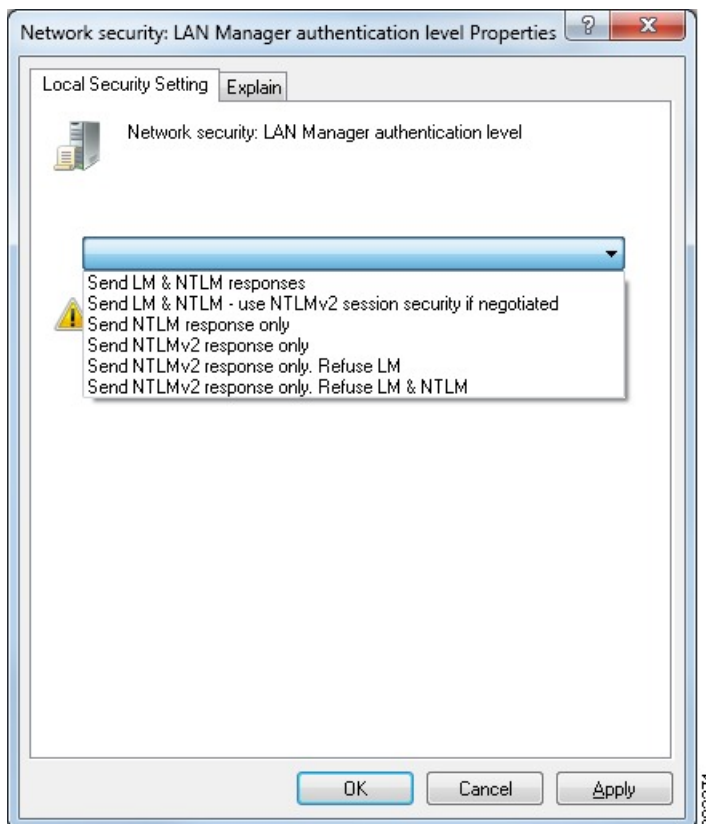 Network security: LAN Manager authentication level Properties
Local Security Setting
Explain
Network security: LAN Manager authentication level
Send LM & NTLM responses
Send LM & NTLM - use NTLMv2 session security if negotiated
Send NTLM response only
Send NTLMv2 response only
Send NTLMv2 response only. Refuse LM
Send NTLMv2 response only. Refuse LM & NTLM
OK
Cancel
Apply